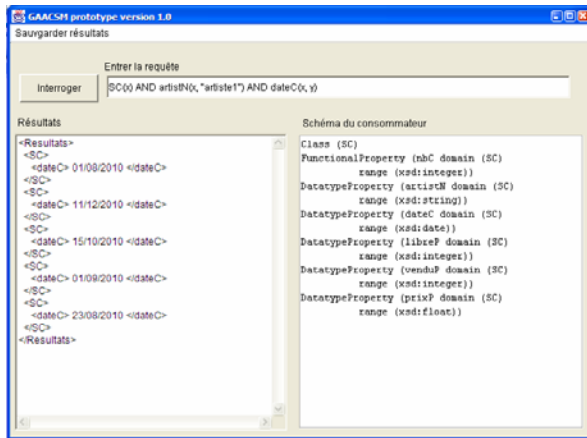 GAACSM prototype version 1.0
Sauvgarder résultats
Entrer la requête
Interroger
SC(x) AND artistN(x, "artiste1") AND dateC(x, y)
Résultats
<Resultats>
<SC>
<dateC> 01/08/2010 </dateC>
</SC>
<SC>
<dateC> 11/12/2010 </dateC>
</SC>
<SC>
<dateC> 15/10/2010 </dateC>
</SC>
<SC>
<dateC> 01/09/2010 </dateC>
</SC>
<SC>
<dateC> 23/08/2010 </dateC>
</SC>
</Resultats>
Schéma du consommateur
Class (SC)
FunctionalProperty (nbC domain (SC)
range (xsd:integer))
DatatypeProperty (artistN domain (SC)
range (xsd:string))
DatatypeProperty (dateC domain (SC)
range (xsd:date))
DatatypeProperty (libreP domain (SC)
range (xsd:integer))
DatatypeProperty (venduP domain (SC)
range (xsd:integer))
DatatypeProperty (prixP domain (SC)
range (xsd:float))